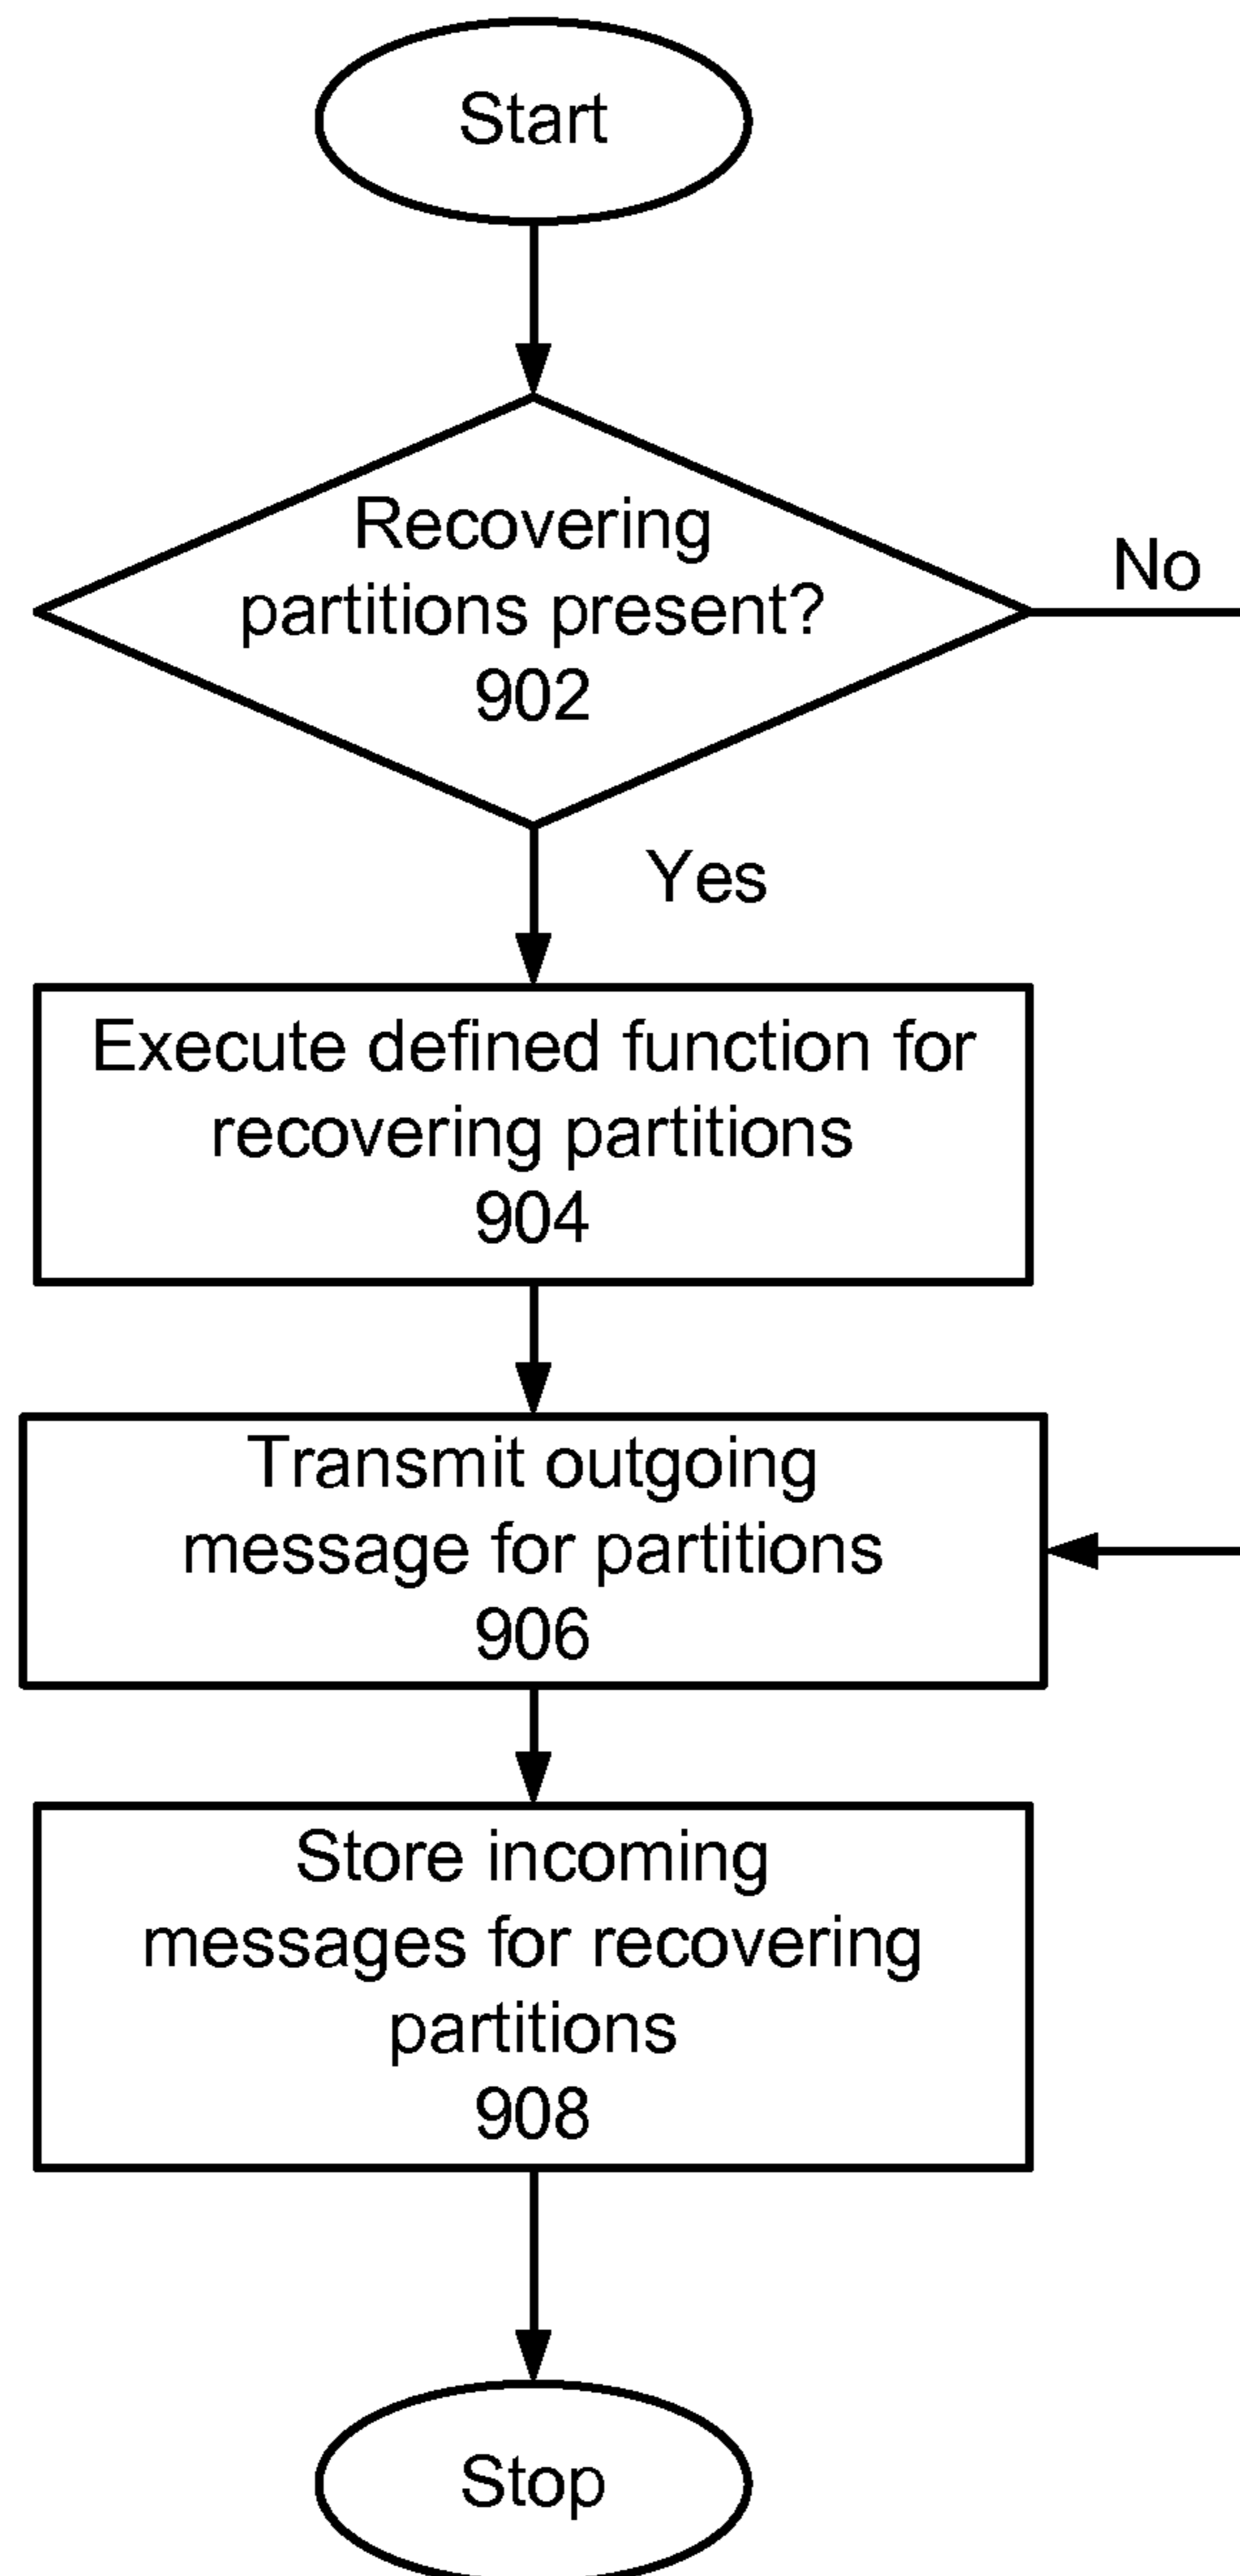 Start
Recovering
partitions present?
902
No
Yes
Execute defined function for
recovering partitions
904
Transmit outgoing
message for partitions
906
Store incoming
messages for recovering
partitions
908
Stop